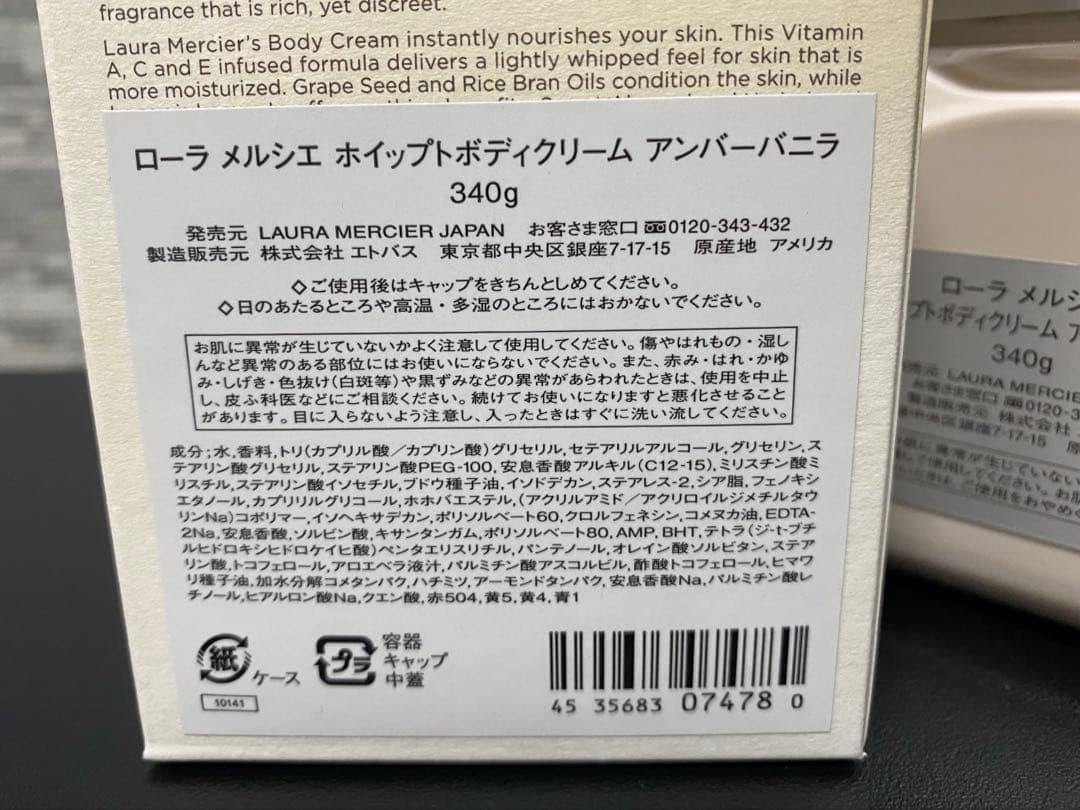 fragrance that is rich, yet discreet.
Laura Mercier's Body Cream instantly nourishes your skin. This Vitamin
A, C and E infused formula delivers a lightly whipped feel for skin that is
more moisturized. Grape Seed and Rice Bran Oils condition the skin, while
ローラ メルシエ ホイップトボディクリーム アンバーバニラ
340g
発売元 LAURA MERCIER JAPAN お客さま窓口 0120-343-432
製造販売元 株式会社 エトバス 東京都中央区銀座7-17-15 原産地 アメリカ
◇ご使用後はキャップをきちんとしめてください。
◇日のあたるところや高温・多湿のところにはおかないでください。
お肌に異常が生じていないかよく注意して使用してください。傷やはれもの・湿し
んなど異常のある部位にはお使いにならないでください。また、赤み・はれ・かゆ
み・しげき・色抜け(白斑等)や黒ずみなどの異常があらわれたときは、使用を中止
し、皮ふ科医などにご相談ください。続けてお使いになりますと悪化させること
があります。目に入らないよう注意し、入ったときはすぐに洗い流してください。
成分;水,香料,トリ(カプリル酸/カプリン酸)グリセリル,セテアリルアルコール,グリセリン,ス
テアリン酸グリセリル,ステアリン酸PEG-100,安息香酸アルキル(C12-15),ミリスチン酸ミ
リスチル,ステアリン酸イソセチル,ブドウ種子油,イソドデカン,ステアレス-2,シア脂,フェノキシ
エタノール,カプリリルグリコール,ホホバエステル,(アクリルアミド/アクリロイルジメチルタウ
リンNa)コポリマー,イソヘキサデカン,ポリソルベート60,クロルフェネシン,コメヌカ油,EDTA-
2Na,安息香酸,ソルビン酸,キサンタンガム,ポリソルベート80,AMP,BHT,テトラ(ジ-t-ブチ
ルヒドロキシヒドロケイヒ酸)ペンタエリスリチル,パンテノール,オレイン酸ソルビタン,ステア
リン酸,トコフェロール,アロエベラ液汁,パルミチン酸アスコルビル,酢酸トコフェロール,ヒマワ
リ種子油,加水分解コメタンパク,ハチミツ,アーモンドタンパク,安息香酸Na,パルミチン酸レ
チノール,ヒアルロン酸Na,クエン酸,赤504,黄5,黄4,青1
紙 ケース
プラ 容器
キャップ
中蓋
10141
45 35683 07478 0
ローラ メルシ
プトボディクリーム ア
340g
売元 LAURA MERCIE
お客さま窓口 0120-3
製造販売元 株式会社
7-17-15